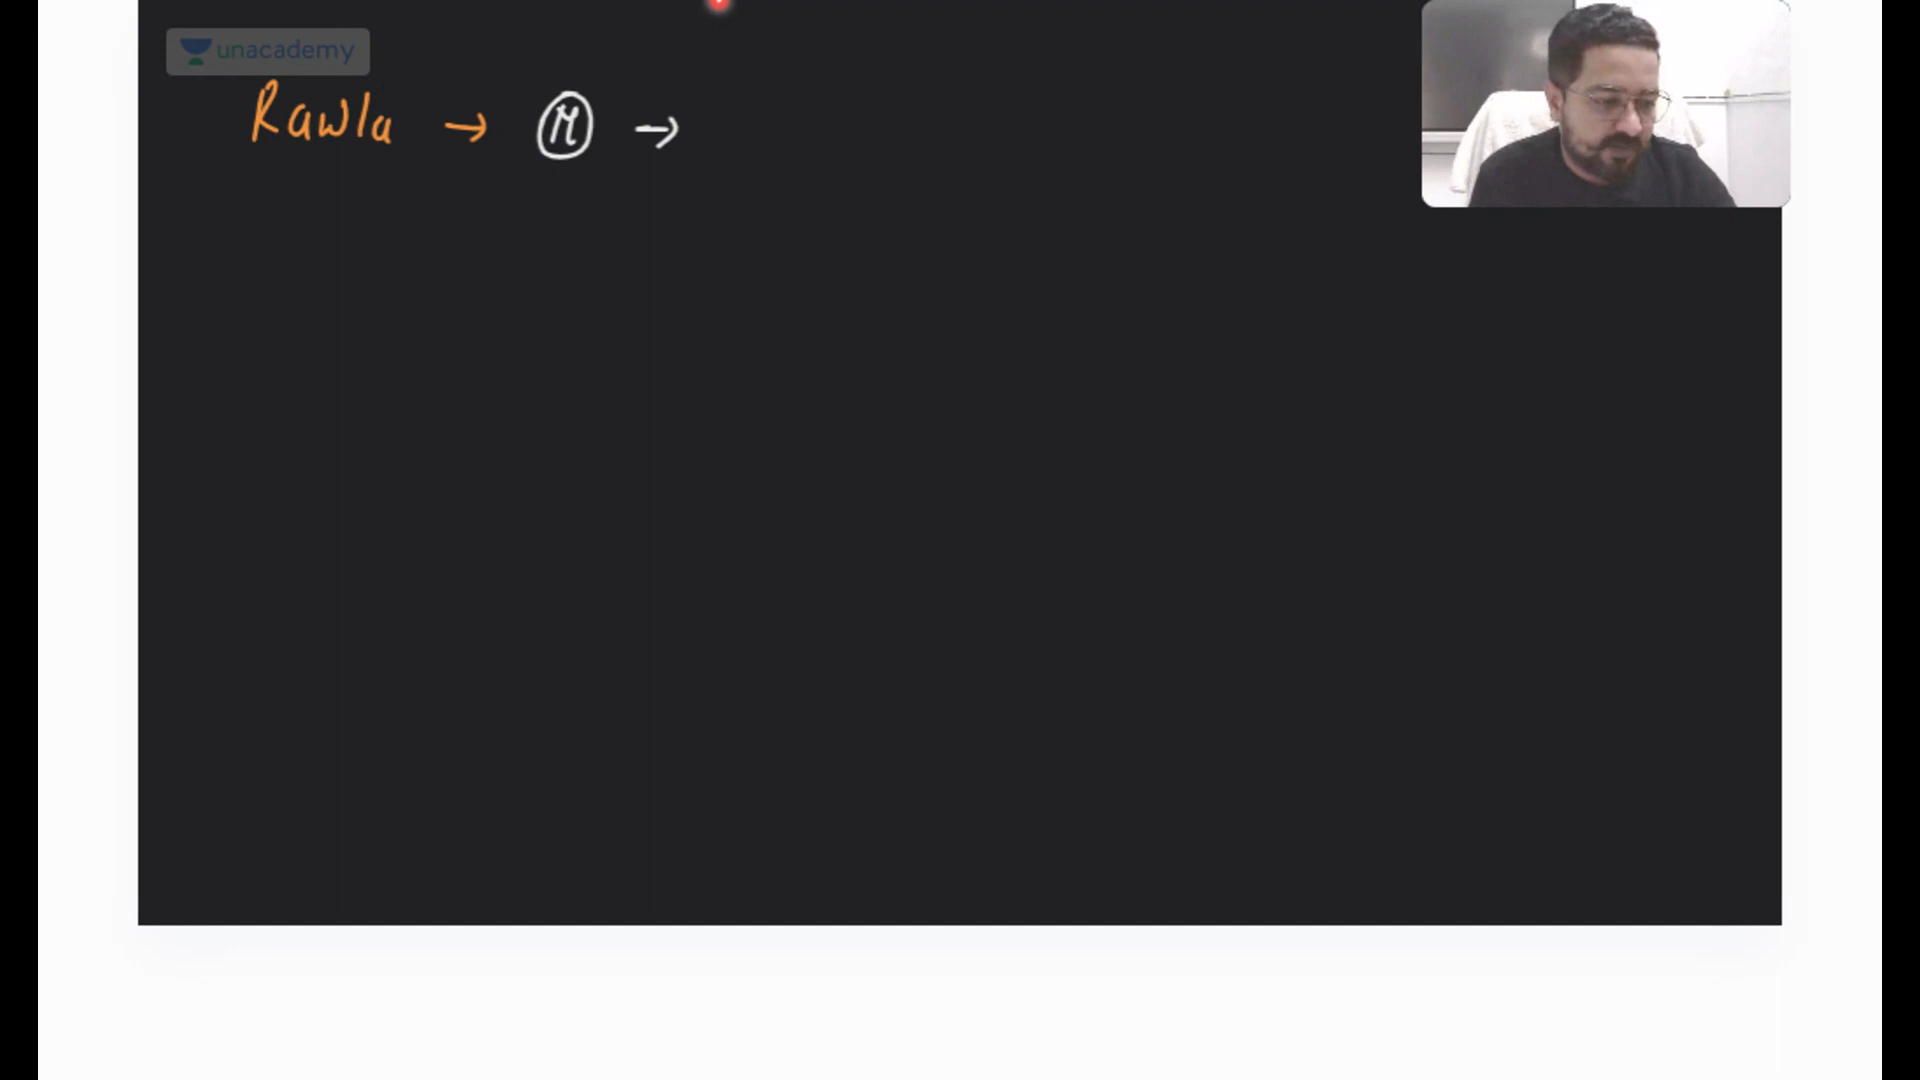 unacademy
Rawla → Ⓜ →